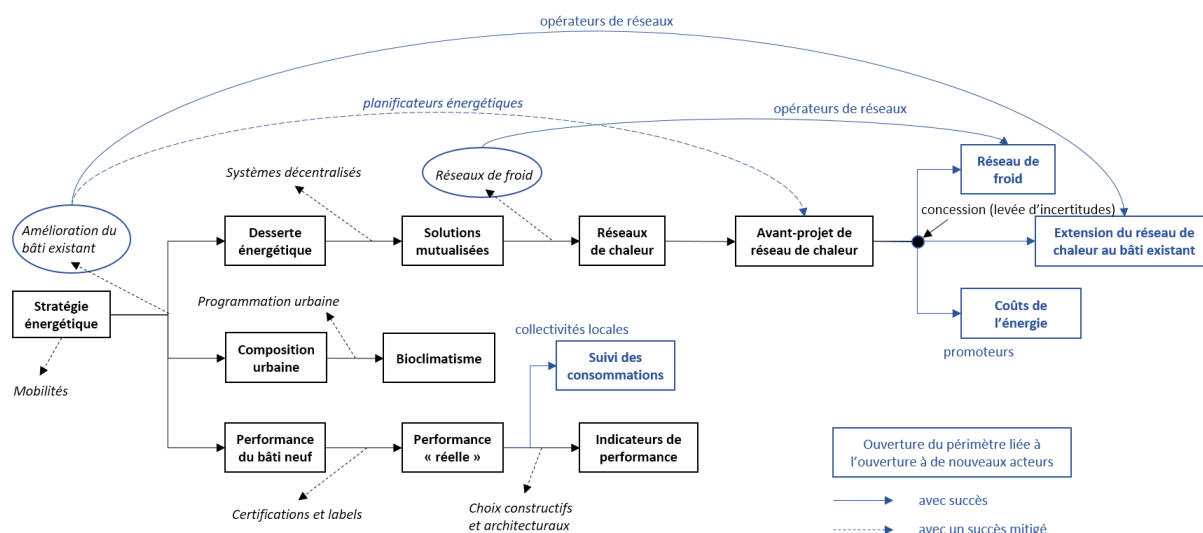 opérateurs de réseaux
planificateurs énergétiques
opérateurs de réseaux
Systèmes décentralisés
Réseaux de froid
Réseau de
froid
concession (levée d’incertitudes)
Amélioration du
bâti existant
Desserte
énergétique
Solutions
mutualisées
Réseaux
de chaleur
Avant-projet de
réseau de chaleur
Extension du réseau de
chaleur au bâti existant
Stratégie
énergétique
Programmation urbaine
Coûts de
l’énergie
promoteurs
collectivités locales
Composition
urbaine
Bioclimatisme
Suivi des
consommations
Mobilités
Performance
du bâti neuf
Performance
« réelle »
Indicateurs de
performance
Certifications et labels
Choix constructifs
et architecturaux
Ouverture du périmètre liée à
l’ouverture à de nouveaux acteurs
avec succès
avec un succès mitigé